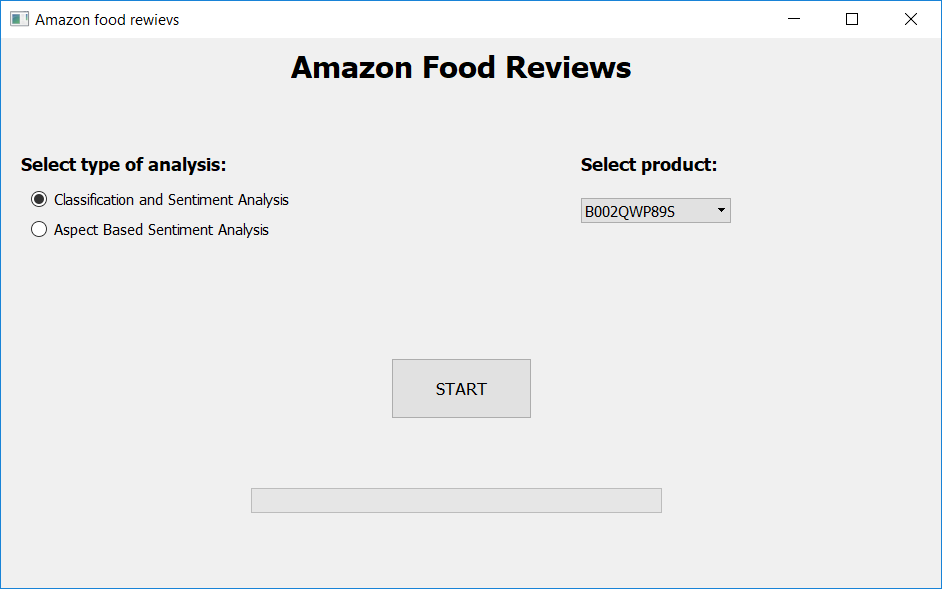 Amazon food rewievs
Amazon Food Reviews
Select type of analysis:
Select product:
Classification and Sentiment Analysis
B002QWP89S
Aspect Based Sentiment Analysis
START